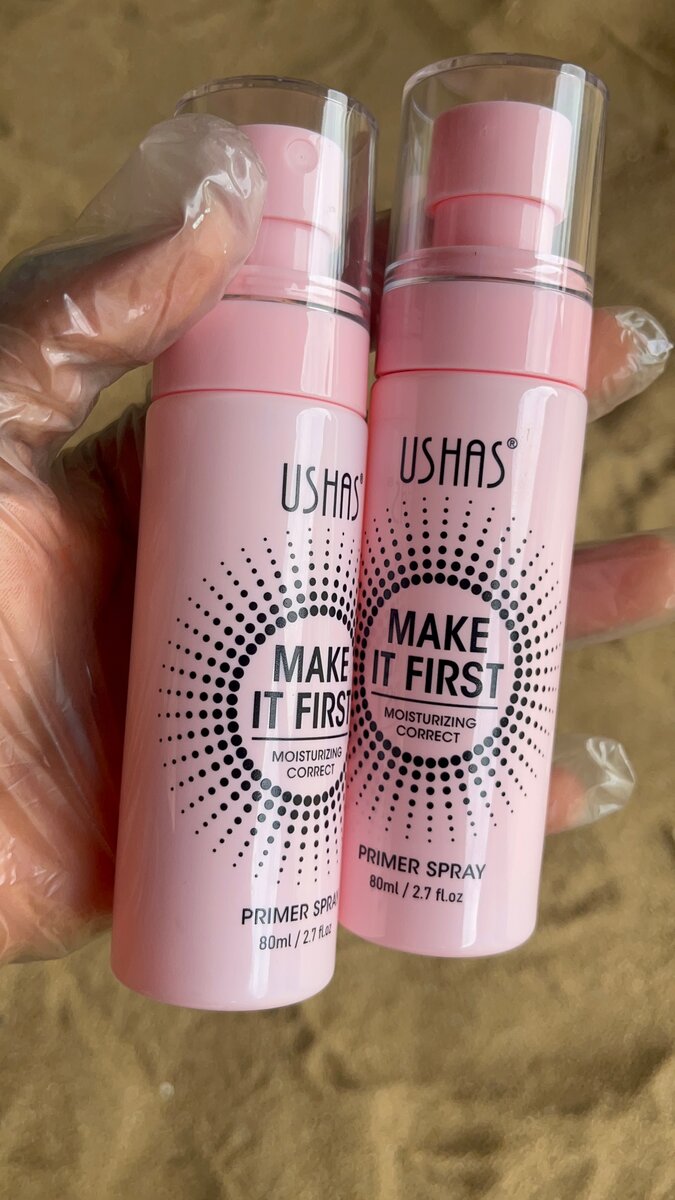 USHAS®
MAKE
IT FIRST
MOISTURIZING
CORRECT
PRIMER SPRAY
80ml / 2.7 fl.oz
USHAS®
MAKE
IT FIRST
MOISTURIZING
CORRECT
PRIMER SPRAY
80ml / 2.7 fl.oz